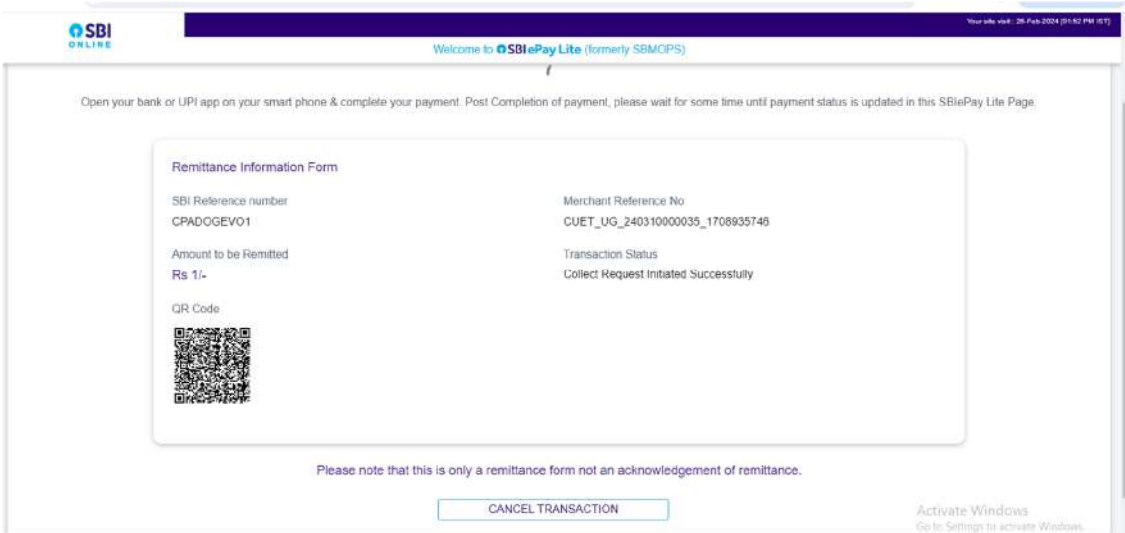 SBI
ONLINE
Your site visit : 26-Feb-2024 [01:52 PM IST]
Welcome to SBIePay Lite (formerly SBMOPS)
Open your bank or UPI app on your smart phone & complete your payment. Post Completion of payment, please wait for some time until payment status is updated in this SBIePay Lite Page.
Remittance Information Form
SBI Reference number
CPADOGEVO1
Merchant Reference No
CUET_UG_240310000035_1708935746
Amount to be Remitted
Rs 1/-
Transaction Status
Collect Request Initiated Successfully
QR Code
Please note that this is only a remittance form not an acknowledgement of remittance.
CANCEL TRANSACTION
Activate Windows
Go to Settings to activate Windows.